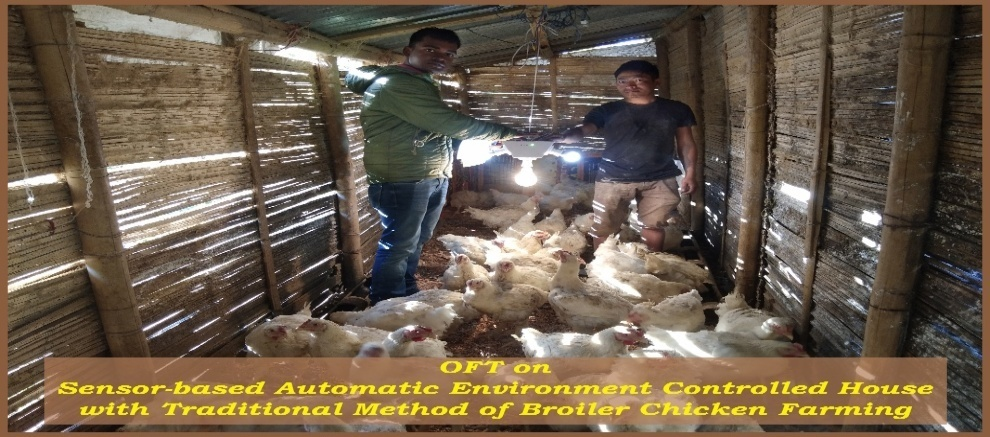 OFT on
Sensor-based Automatic Environment Controlled House
with Traditional Method of Broiler Chicken Farming